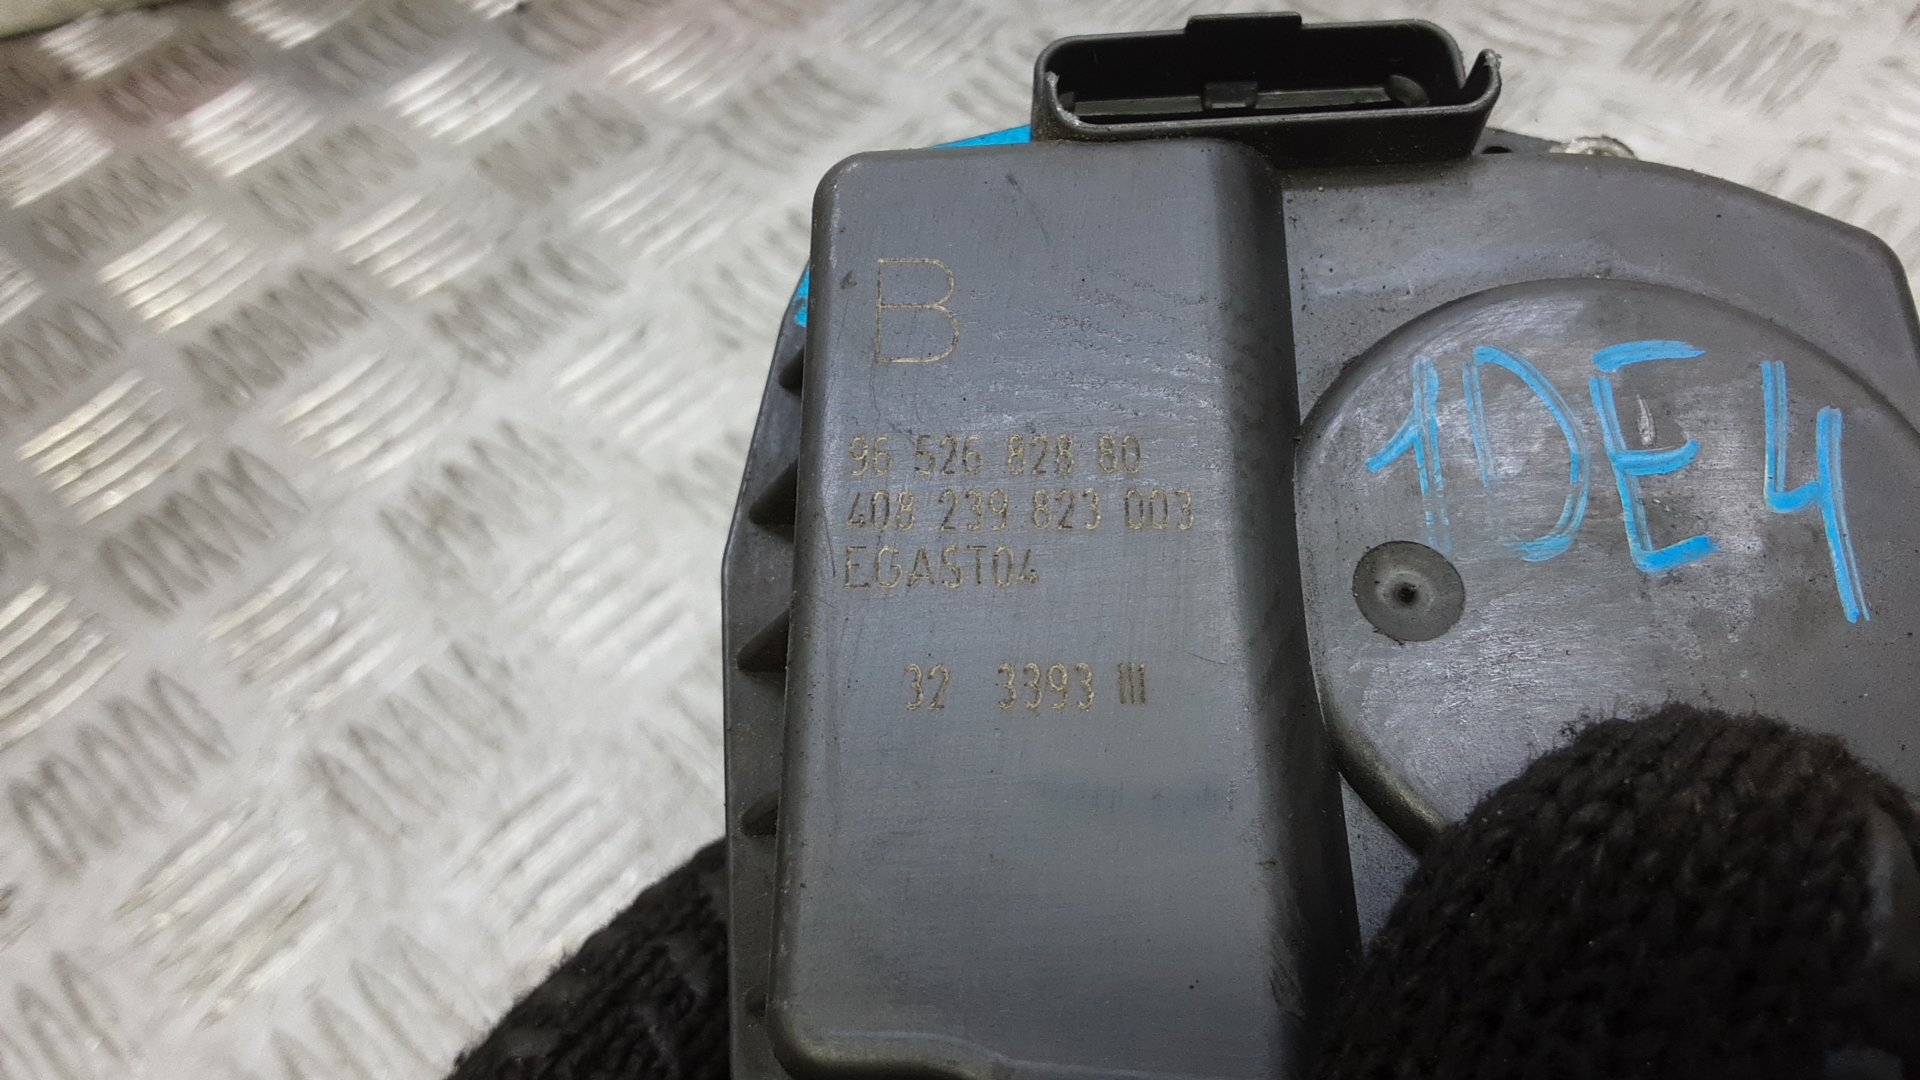 B
96 526 828 80
408 239 823 003
EGAST04
32 3393 III
1DE4